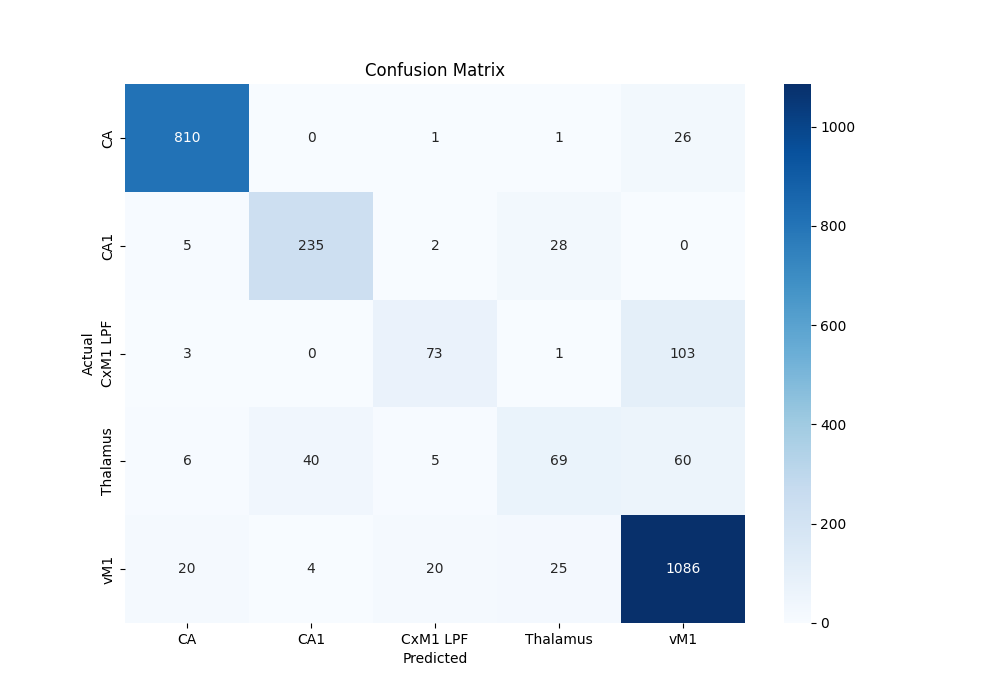 Confusion Matrix
Actual
CA 810 0 1 1 26
CA1 5 235 2 28 0
CxM1 LPF 3 0 73 1 103
Thalamus 6 40 5 69 60
vM1 20 4 20 25 1086
CA CA1 CxM1 LPF Thalamus vM1
Predicted
1000
800
600
400
200
0